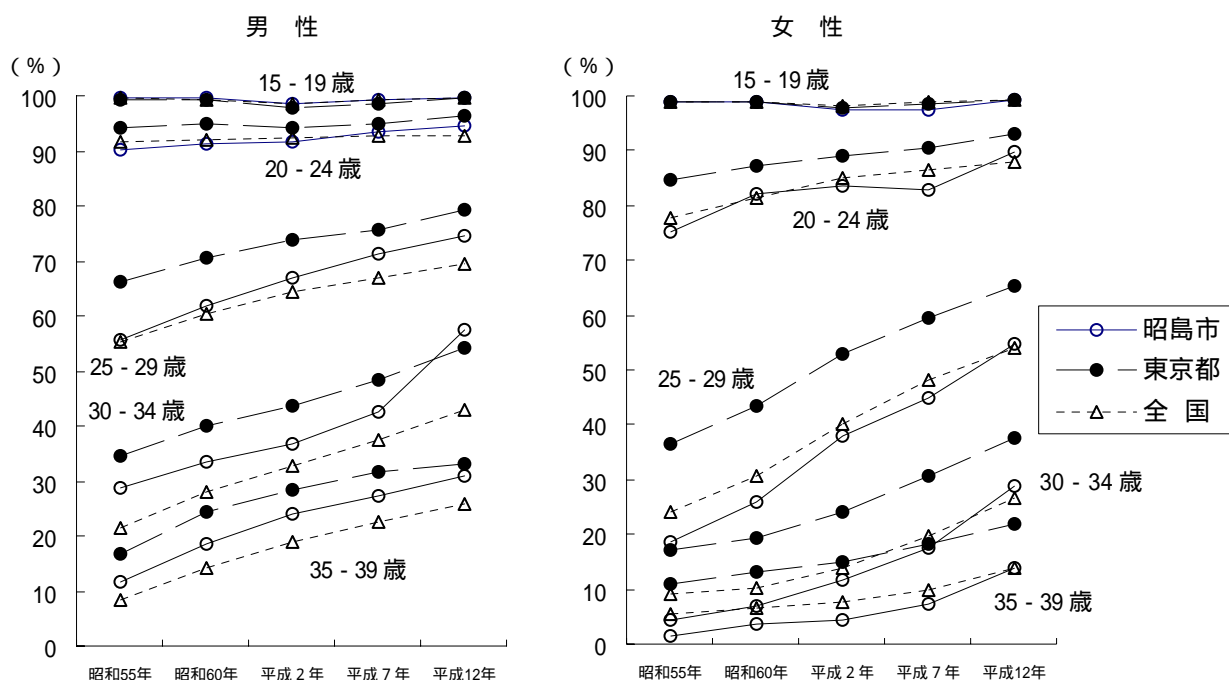 男 性
(%)
15 - 19 歳
20 - 24 歳
25 - 29 歳
30 - 34 歳
35 - 39 歳
100
90
80
70
60
50
40
30
20
10
0
昭和55年 昭和60年 平成 2 年 平成 7 年 平成12年
女 性
(%)
15 - 19 歳
20 - 24 歳
25 - 29 歳
30 - 34 歳
35 - 39 歳
100
90
80
70
60
50
40
30
20
10
0
昭和55年 昭和60年 平成 2 年 平成 7 年 平成12年
昭島市
東京都
全 国